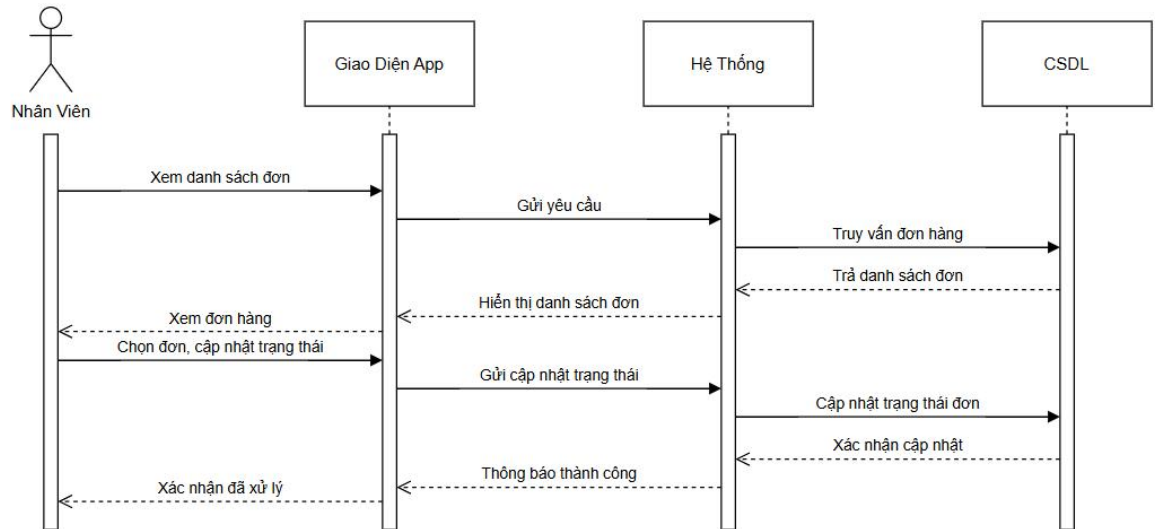 Nhân Viên
Giao Diện App
Hệ Thống
CSDL
Xem danh sách đơn
Gửi yêu cầu
Truy vấn đơn hàng
Trả danh sách đơn
Hiển thị danh sách đơn
Xem đơn hàng
Chọn đơn, cập nhật trạng thái
Gửi cập nhật trạng thái
Cập nhật trạng thái đơn
Xác nhận cập nhật
Thông báo thành công
Xác nhận đã xử lý